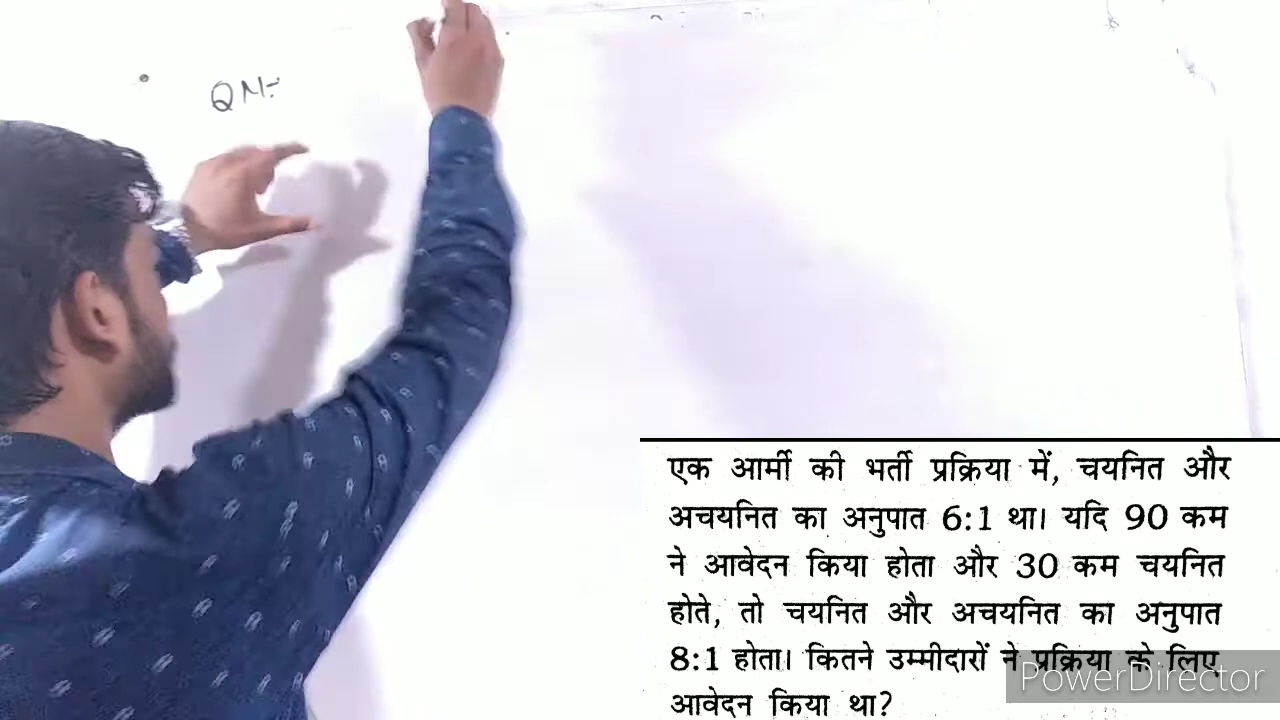 QN:-
एक आर्मी की भर्ती प्रक्रिया में, चयनित और
अचयनित का अनुपात 6:1 था। यदि 90 कम
ने आवेदन किया होता और 30 कम चयनित
होते, तो चयनित और अचयनित का अनुपात
8:1 होता। कितने उम्मीदारों ने प्रक्रिया के लिए
आवेदन किया था?
PowerDirector